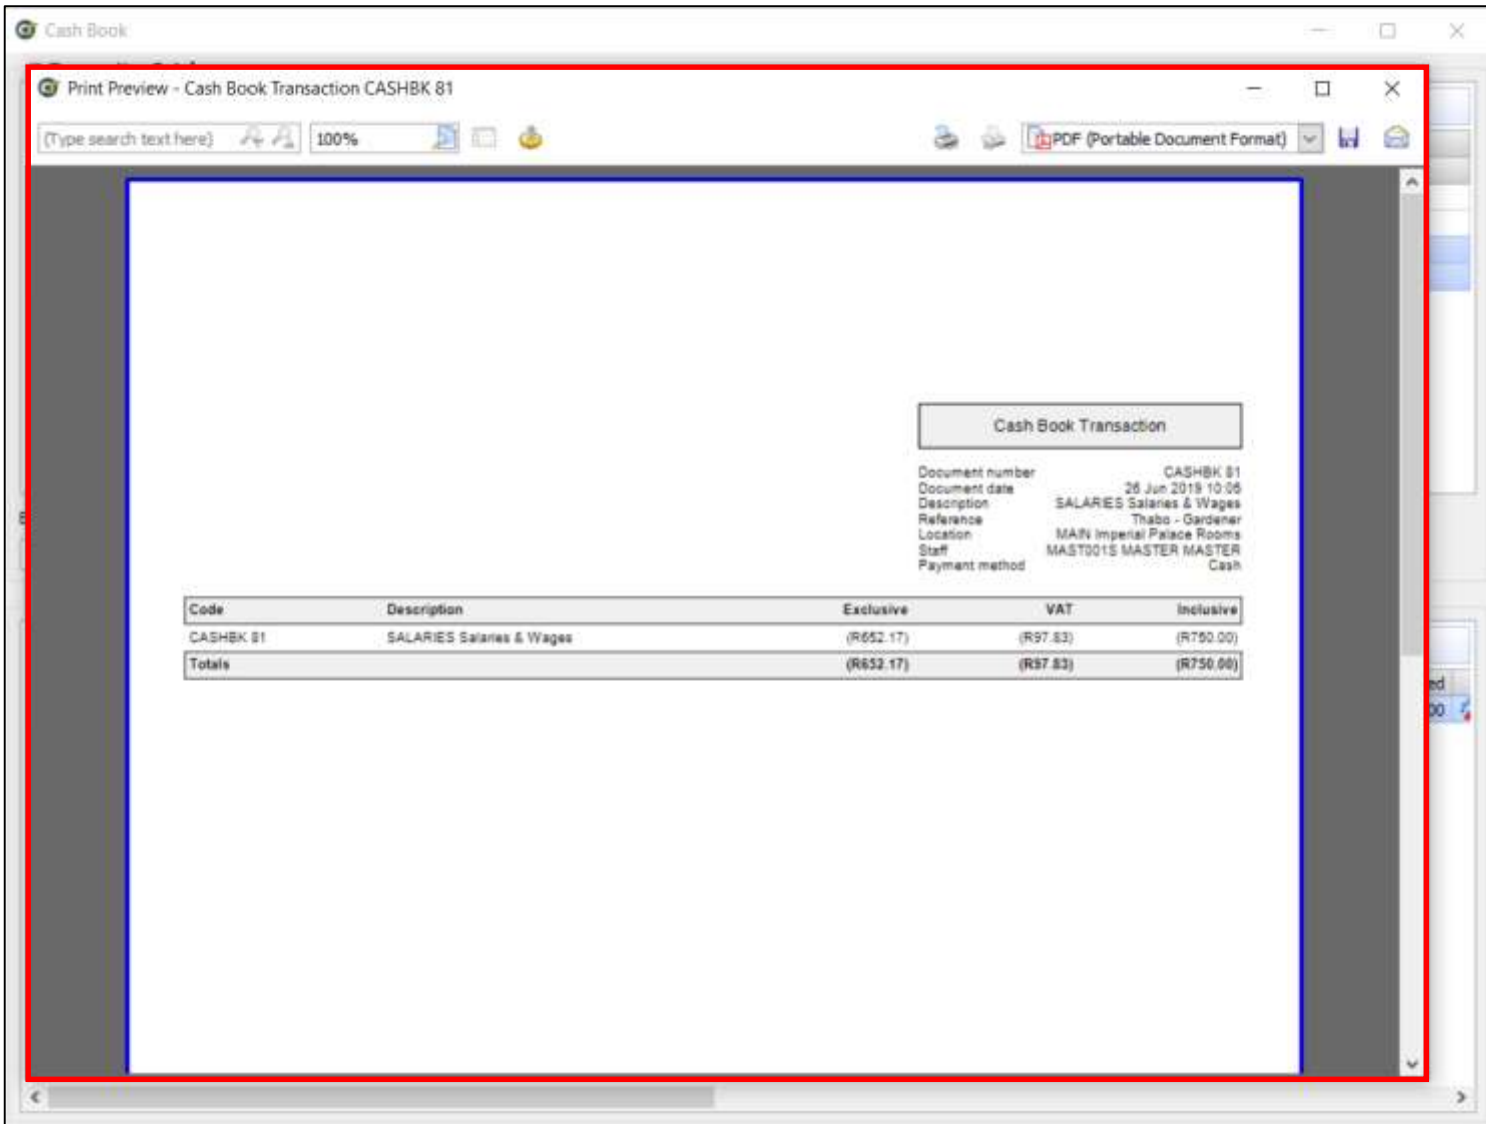 Cash Book
Print Preview - Cash Book Transaction CASHBK 81
(Type search text here) 100% PDF (Portable Document Format)
Cash Book Transaction
Document number CASHBK 81
Document date 26 Jun 2019 10:06
Description SALARIES Salaries & Wages
Reference Thabo - Gardener
Location MAIN Imperial Palace Rooms
Staff MAST001S MASTER MASTER
Payment method Cash
Code Description Exclusive VAT Inclusive
CASHBK 81 SALARIES Salaries & Wages (R652.17) (R97.83) (R750.00)
Totals (R652.17) (R97.83) (R750.00)
ed
00